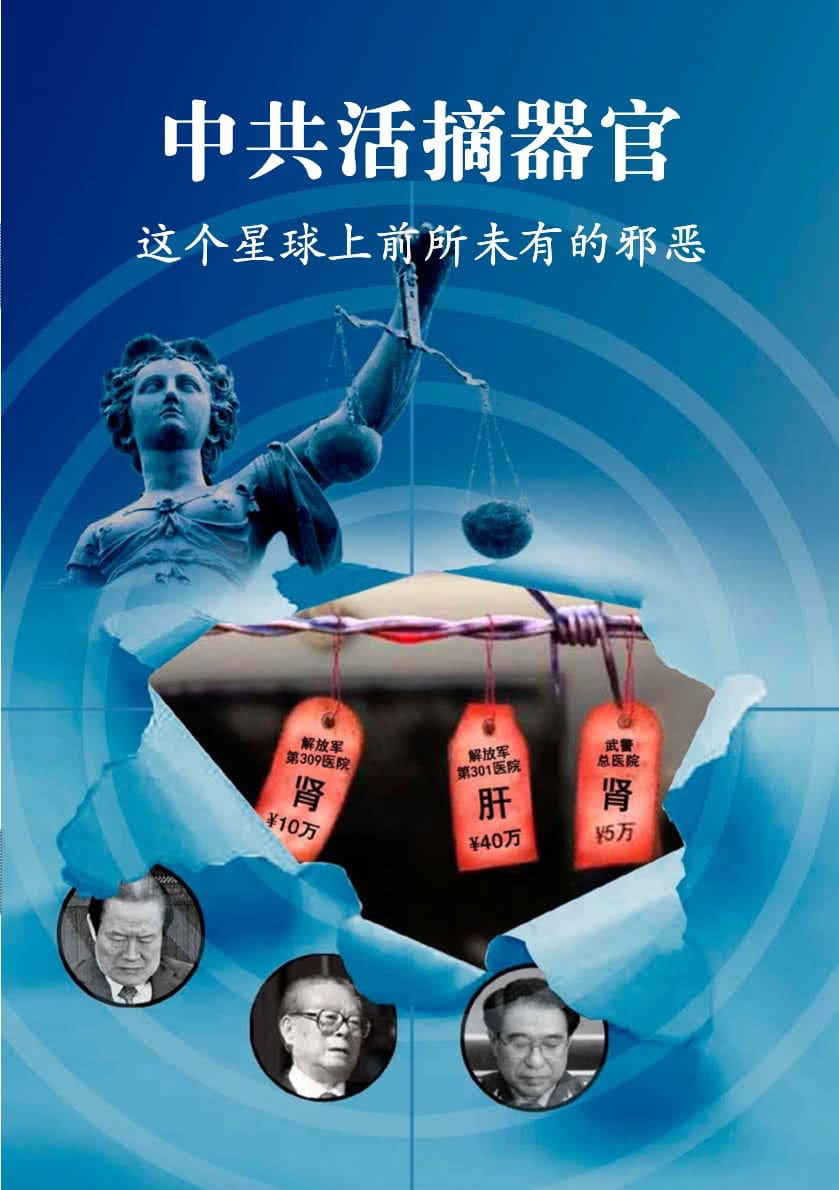 中共活摘器官
这个星球上前所未有的邪恶
解放军
第309医院
肾
¥10万
解放军
第301医院
肝
¥40万
武警
总医院
肾
¥5万